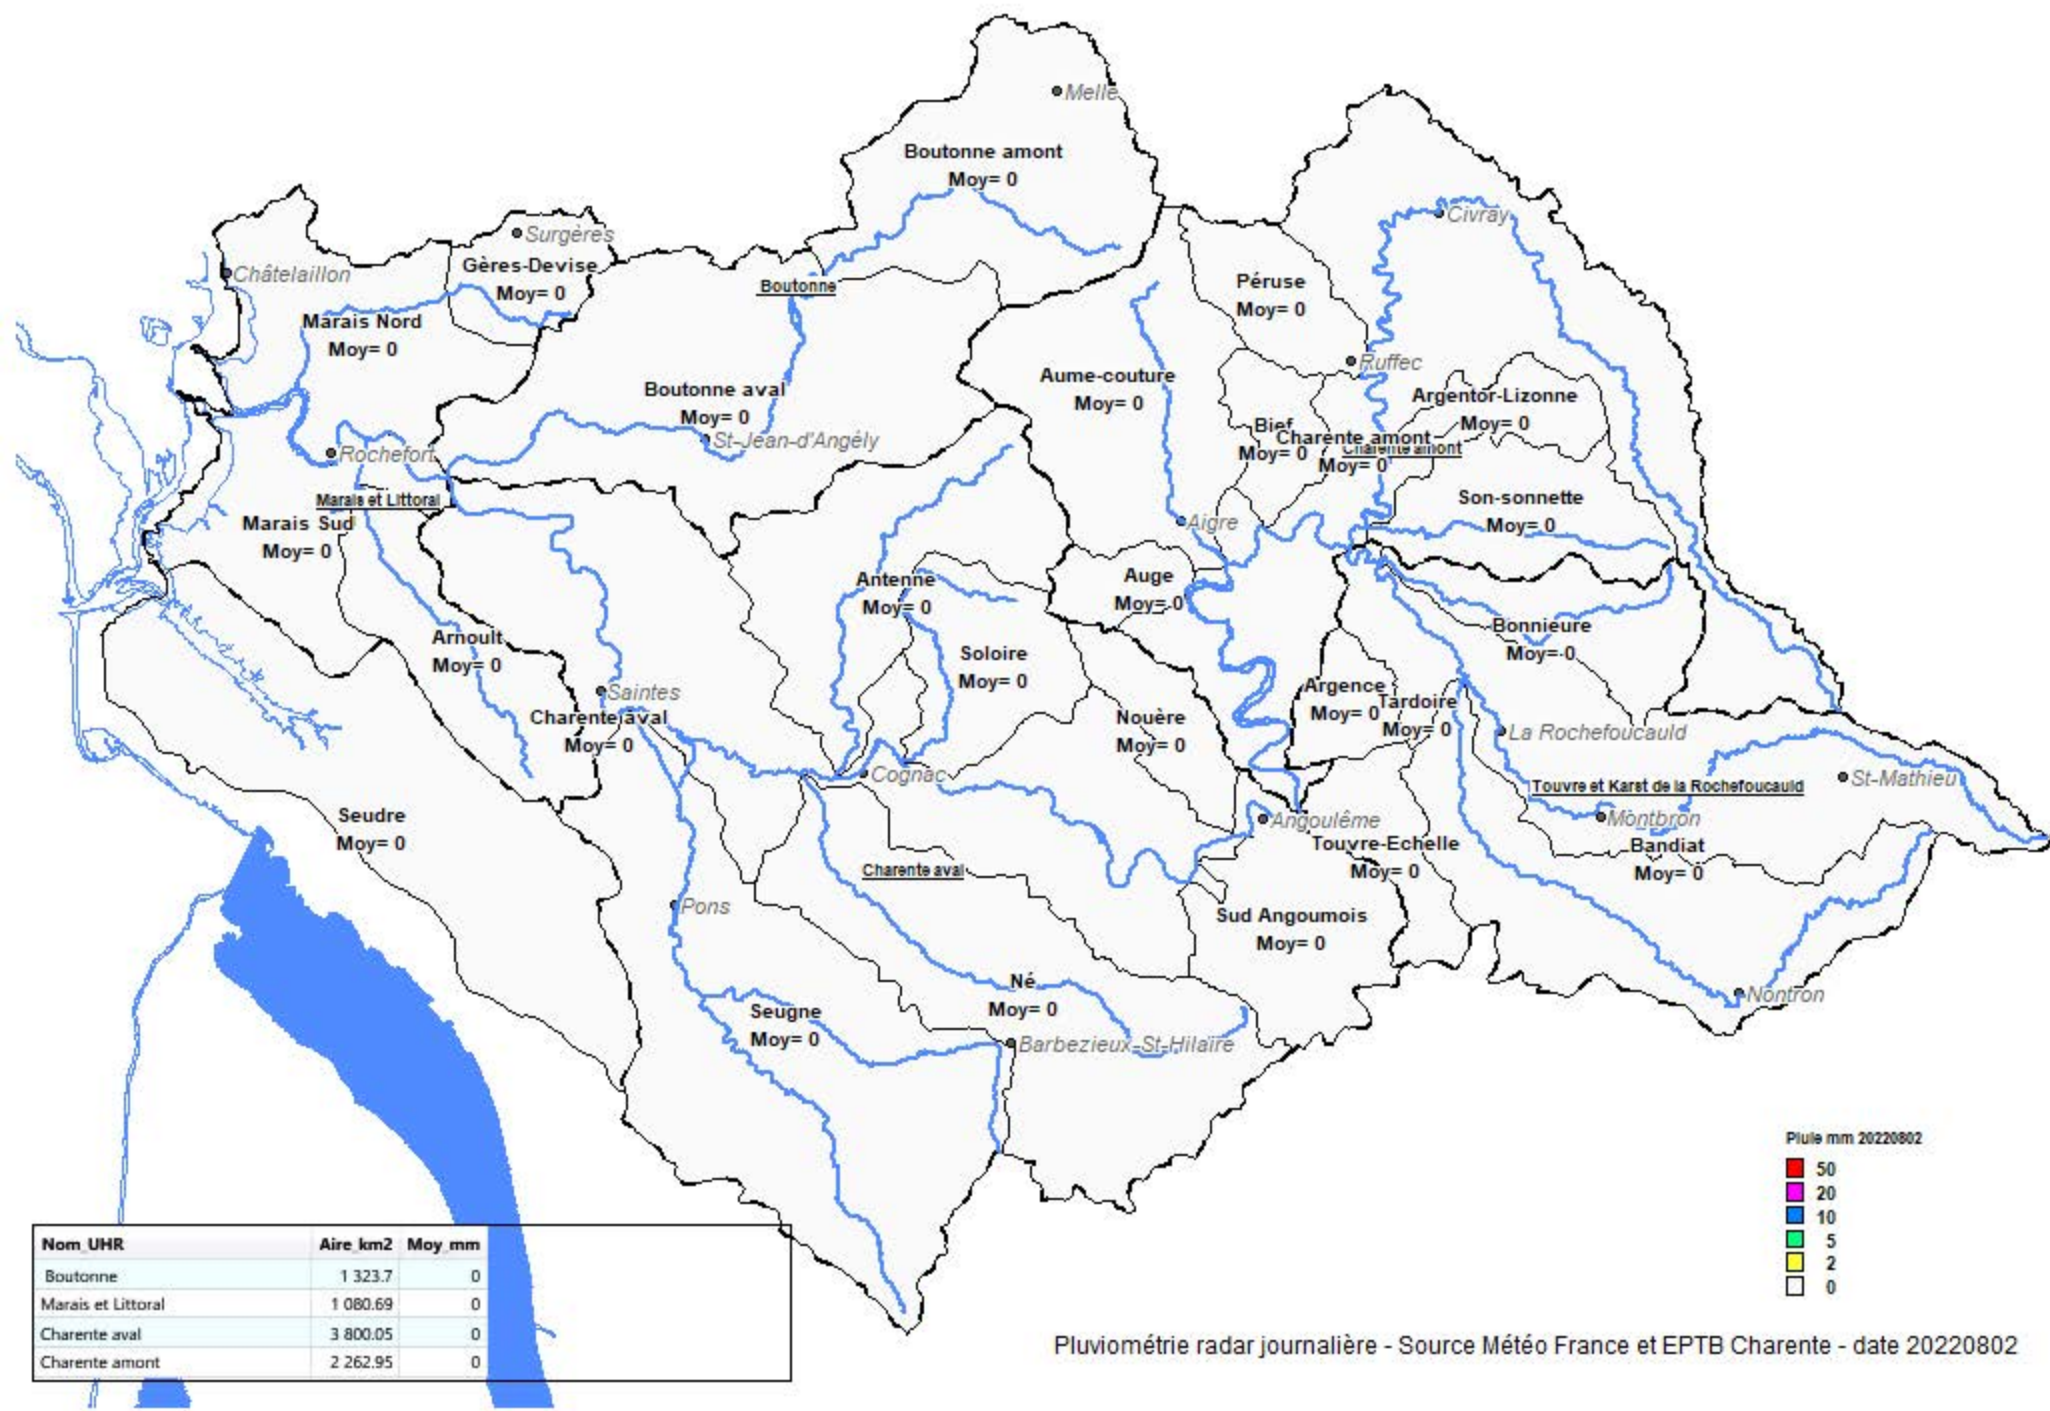 Melle
Boutonne amont
Moy= 0
Civray
Surgères
Châtelaillon
Gères-Devise
Moy= 0
Boutonne
Péruse
Moy= 0
Marais Nord
Moy= 0
Ruffec
Aume-couture
Moy= 0
Boutonne aval
Moy= 0
Argentor-Lizonne
Moy= 0
St-Jean-d'Angély
Bief
Moy= 0
Charente amont
Moy= 0
Charente amont
Rochefort
Marais et Littoral
Son-sonnette
Moy= 0
Marais Sud
Moy= 0
Aigre
Antenne
Moy= 0
Auge
Moy= 0
Bonnieure
Moy= 0
Arnoult
Moy= 0
Soloire
Moy= 0
Saintes
Argence
Moy= 0
Tardoire
Moy= 0
Charente aval
Moy= 0
Nouère
Moy= 0
La Rochefoucauld
Cognac
Touvre et Karst de la Rochefoucauld
St-Mathieu
Seudre
Moy= 0
Angoulême
Montbron
Touvre-Echelle
Moy= 0
Bandiat
Moy= 0
Charente aval
Pons
Sud Angoumois
Moy= 0
Né
Moy= 0
Nontron
Seugne
Moy= 0
Barbezieux-St-Hilaire
Pluie mm 20220802
50
20
10
5
2
0
Nom_UHR Aire_km2 Moy_mm
Boutonne 1 323.7 0
Marais et Littoral 1 080.69 0
Charente aval 3 800.05 0
Charente amont 2 262.95 0
Pluviométrie radar journalière - Source Météo France et EPTB Charente - date 20220802